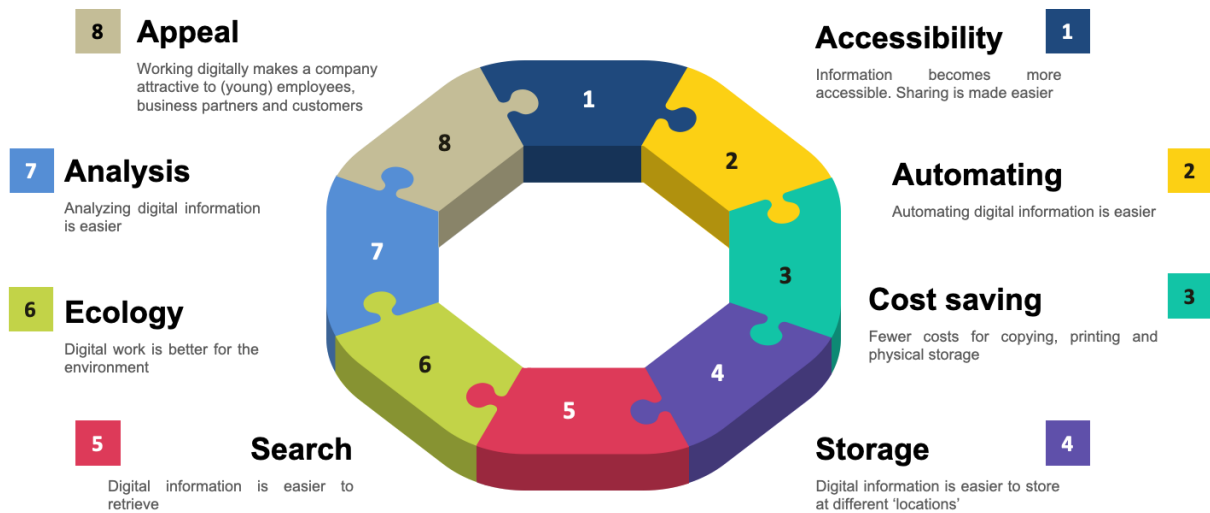 8
Appeal
Working digitally makes a company
attractive to (young) employees,
business partners and customers
Accessibility
1
Information becomes more
accessible. Sharing is made easier
7
Analysis
Analyzing digital information
is easier
Automating
2
Automating digital information is easier
6
Ecology
Digital work is better for the
environment
Cost saving
3
Fewer costs for copying, printing and
physical storage
5
Search
Digital information is easier to
retrieve
Storage
4
Digital information is easier to store
at different ‘locations’
1
2
3
4
5
6
7
8